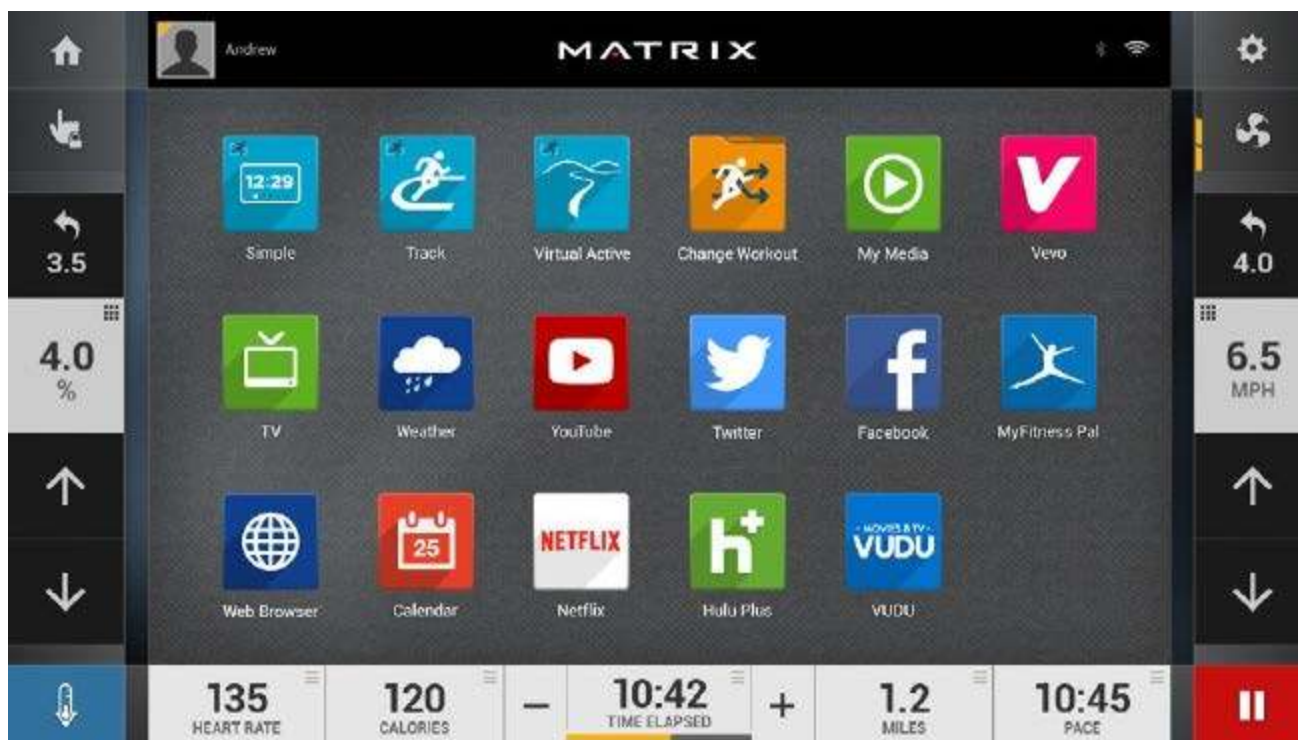 Andrew
MATRIX
3.5
4.0
%
12:29
Simple
Track
Virtual Active
Change Workout
My Media
V
Vevo
TV
Weather
YouTube
Twitter
f
Facebook
MyFitness Pal
Web Browser
25
Calendar
NETFLIX
Netflix
h+
Hulu Plus
- MOVIES & TV -
VUDU
VUDU
4.0
6.5
MPH
135
HEART RATE
120
CALORIES
−
10:42
TIME ELAPSED
+
1.2
MILES
10:45
PACE